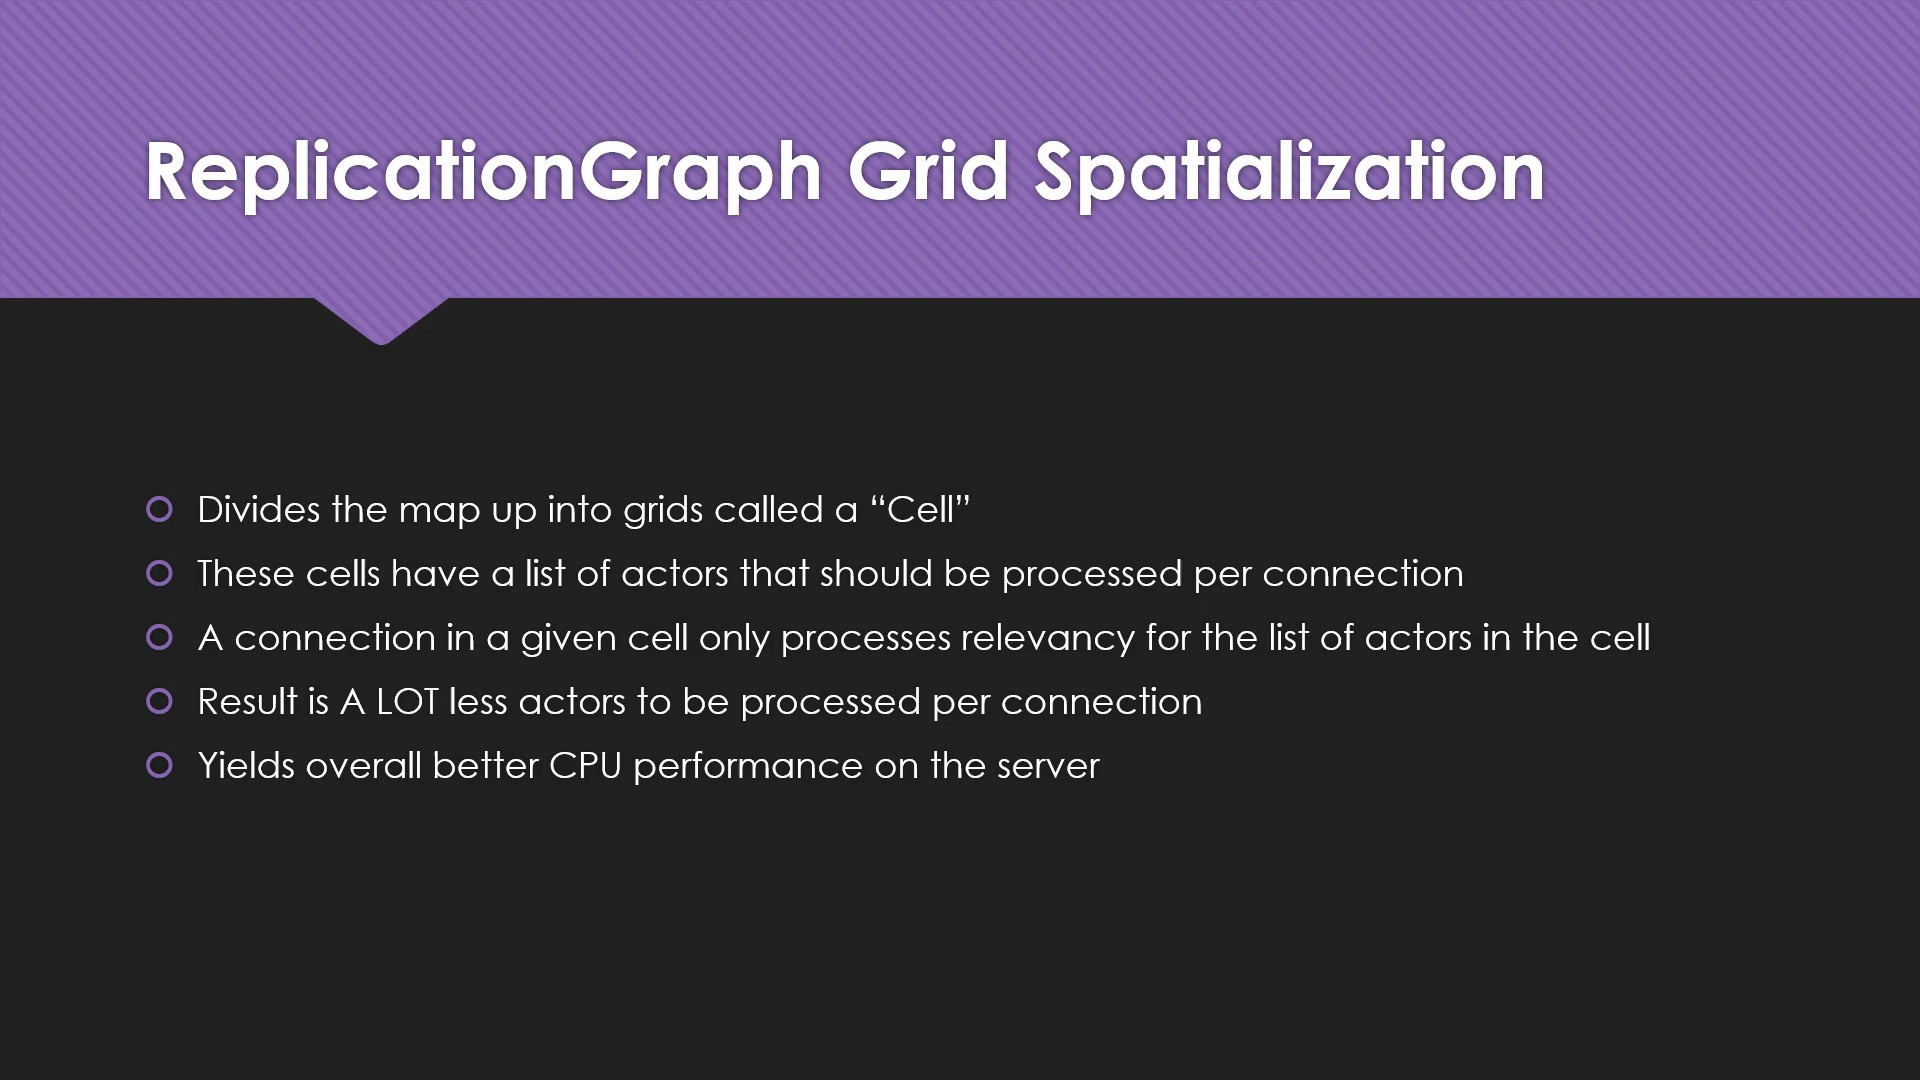 ReplicationGraph Grid Spatialization
Divides the map up into grids called a “Cell”
These cells have a list of actors that should be processed per connection
A connection in a given cell only processes relevancy for the list of actors in the cell
Result is A LOT less actors to be processed per connection
Yields overall better CPU performance on the server